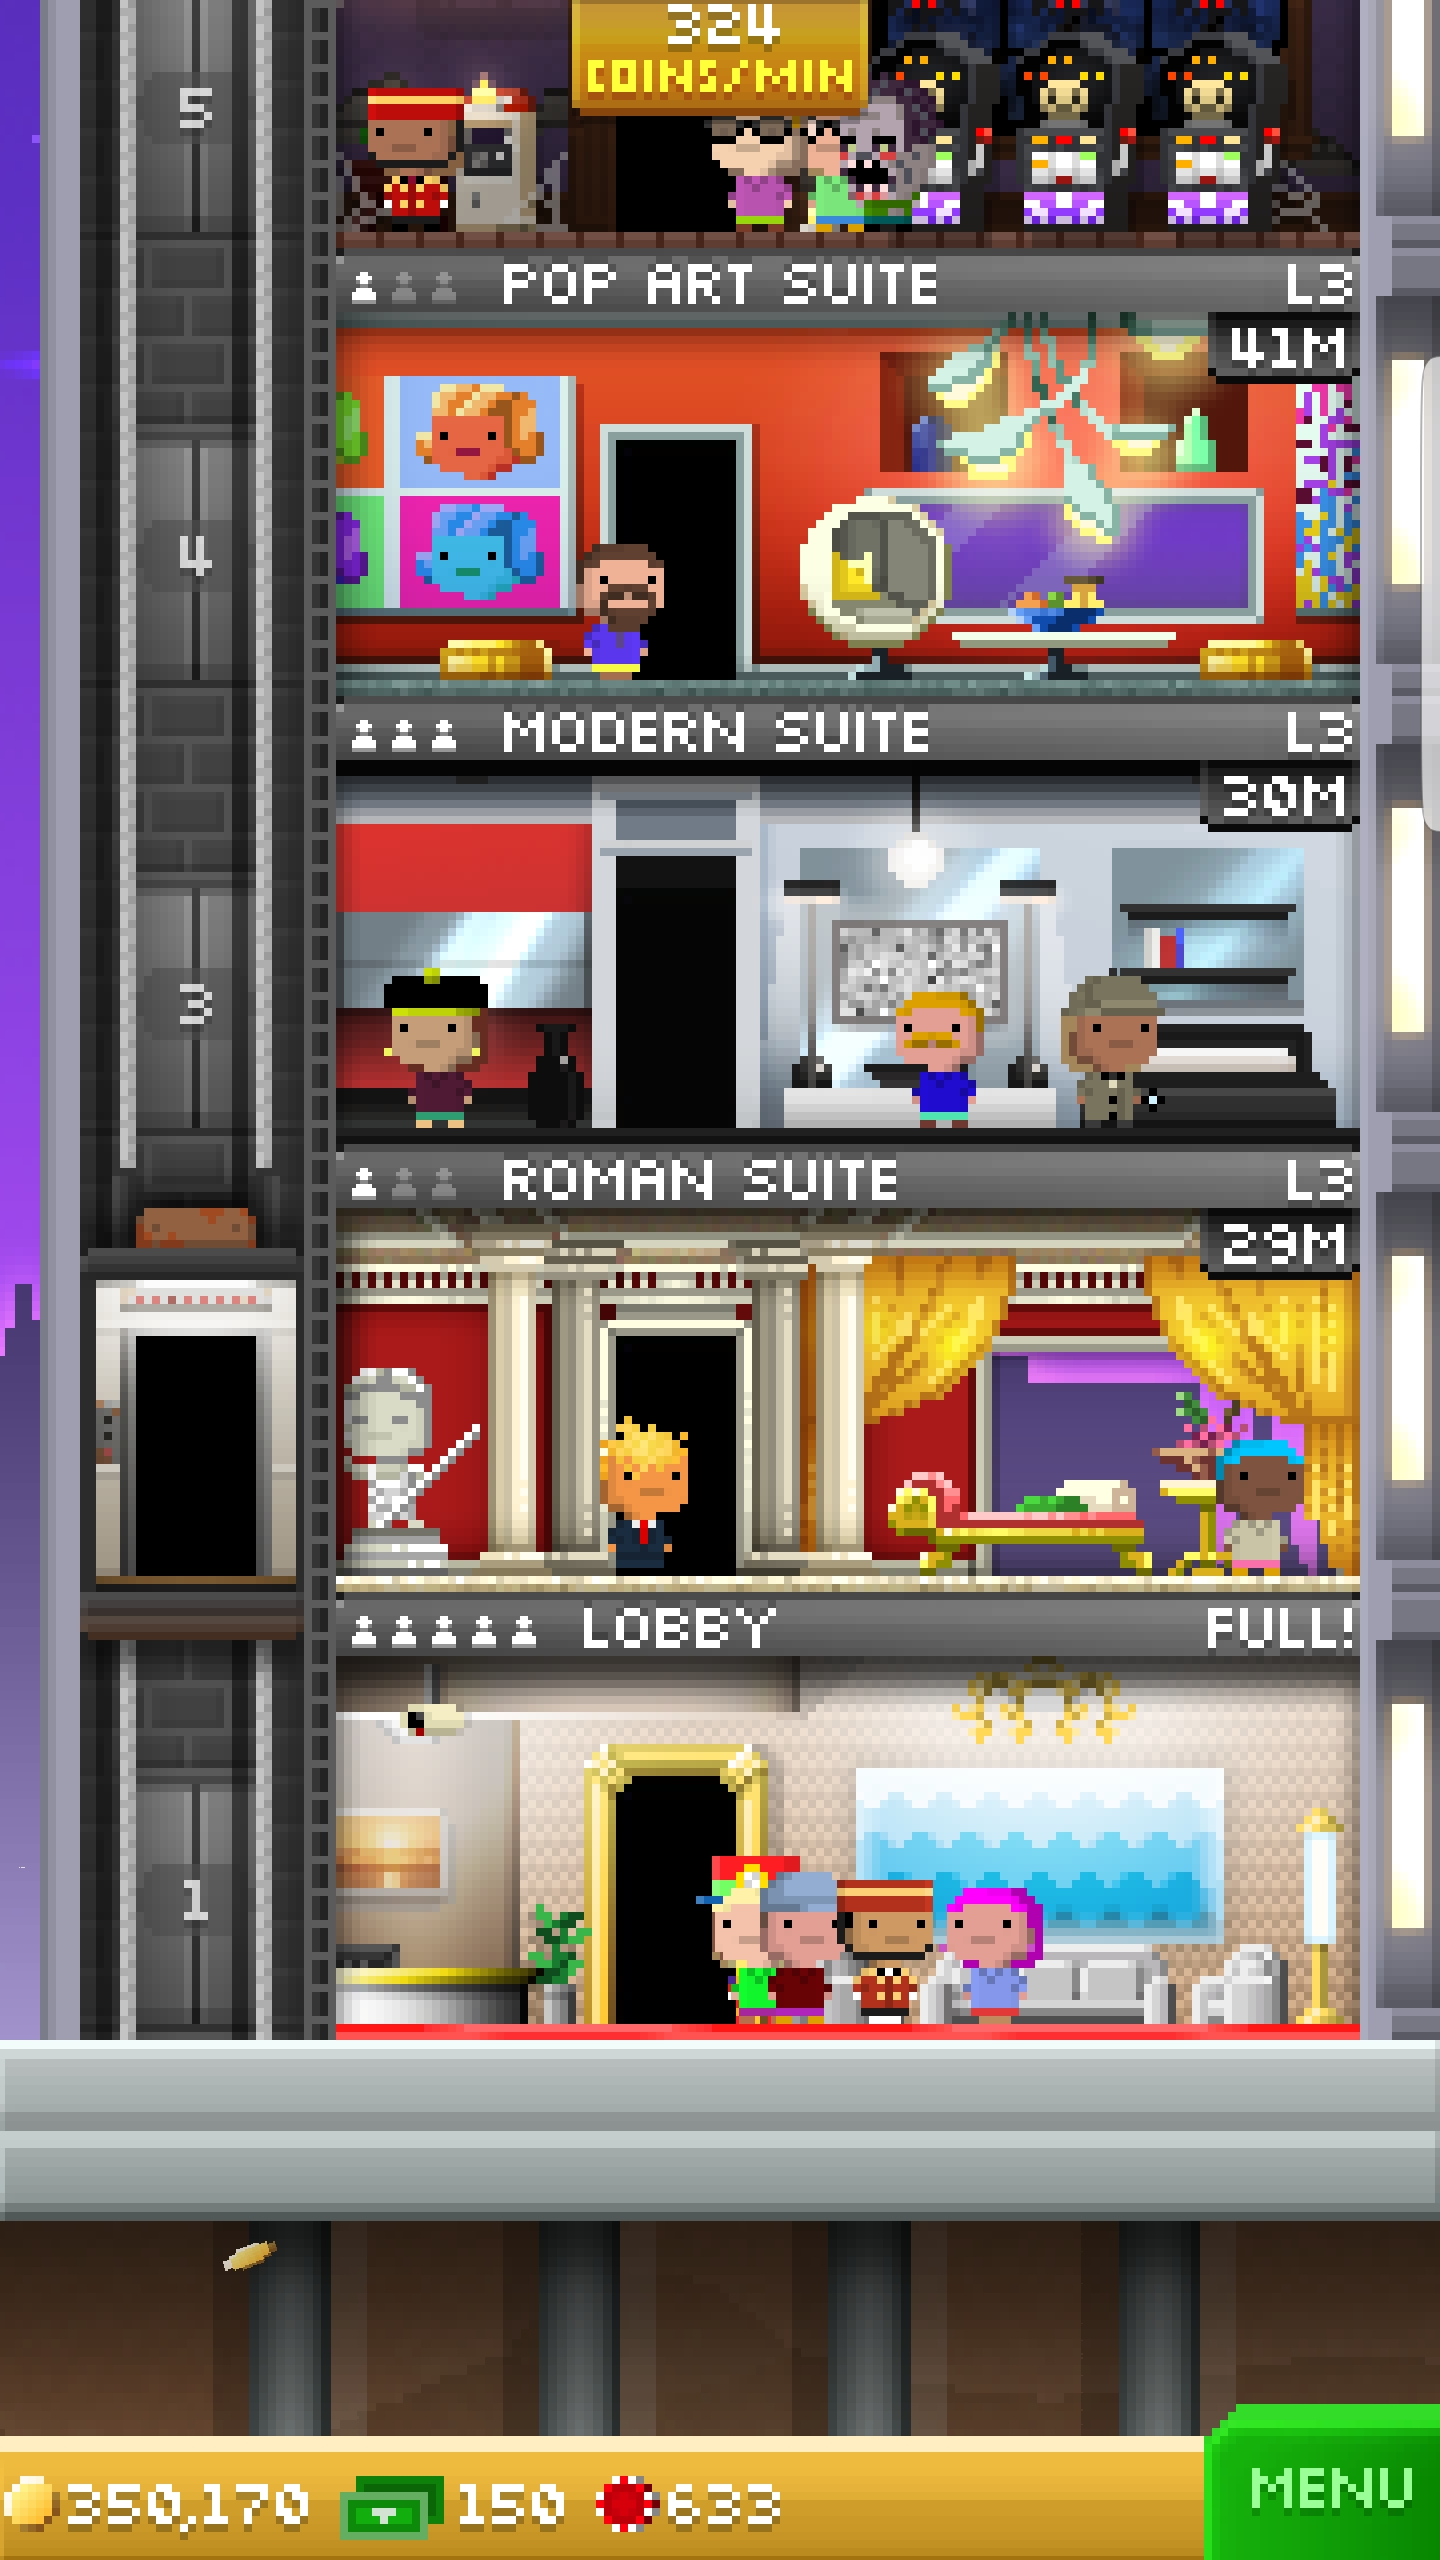 324
COINS/MIN
5
POP ART SUITE L3
41M
4
MODERN SUITE L3
30M
3
ROMAN SUITE L3
29M
LOBBY FULL!
1
350,170 150 633
MENU